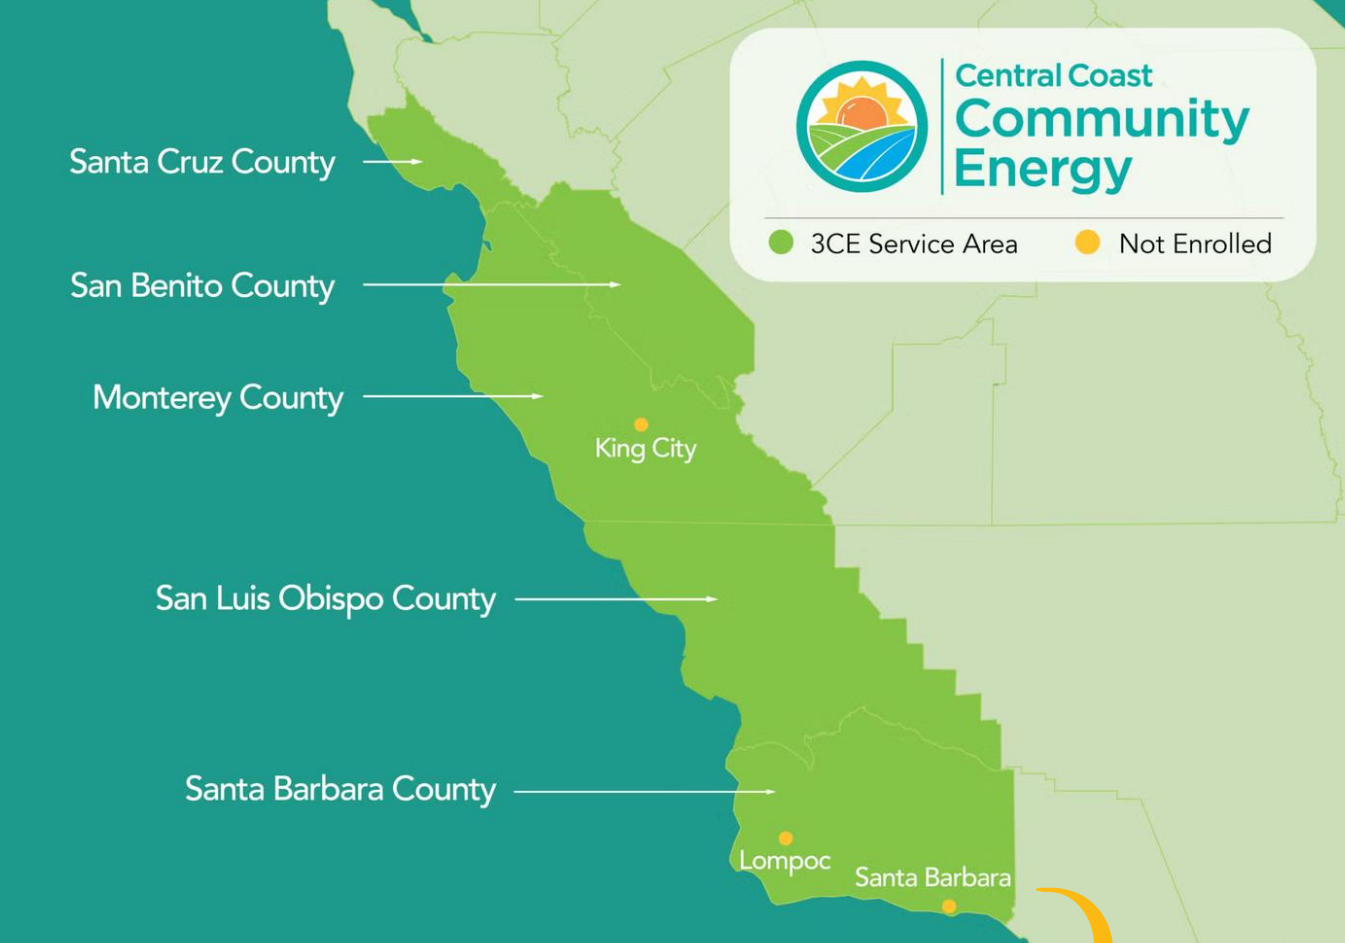 Central Coast
Community
Energy
3CE Service Area
Not Enrolled
Santa Cruz County
San Benito County
Monterey County
King City
San Luis Obispo County
Santa Barbara County
Lompoc
Santa Barbara